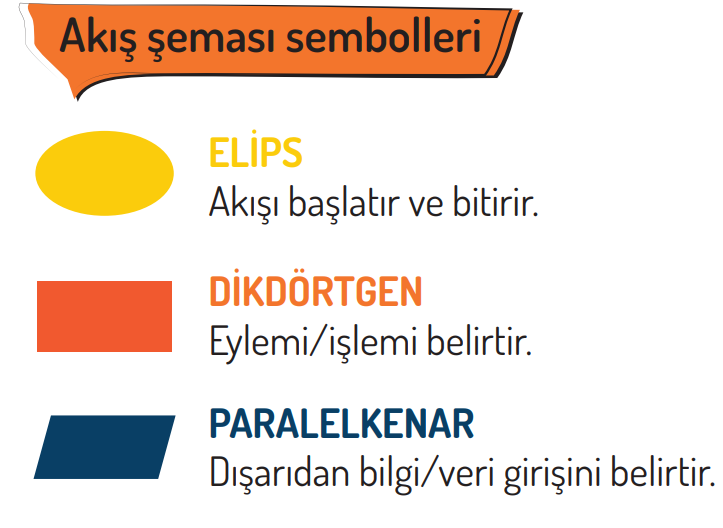 Akış şeması sembolleri
ELİPS
Akışı başlatır ve bitirir.
DİKDÖRTGEN
Eylemi/işlemi belirtir.
PARALELKENAR
Dışarıdan bilgi/veri girişini belirtir.